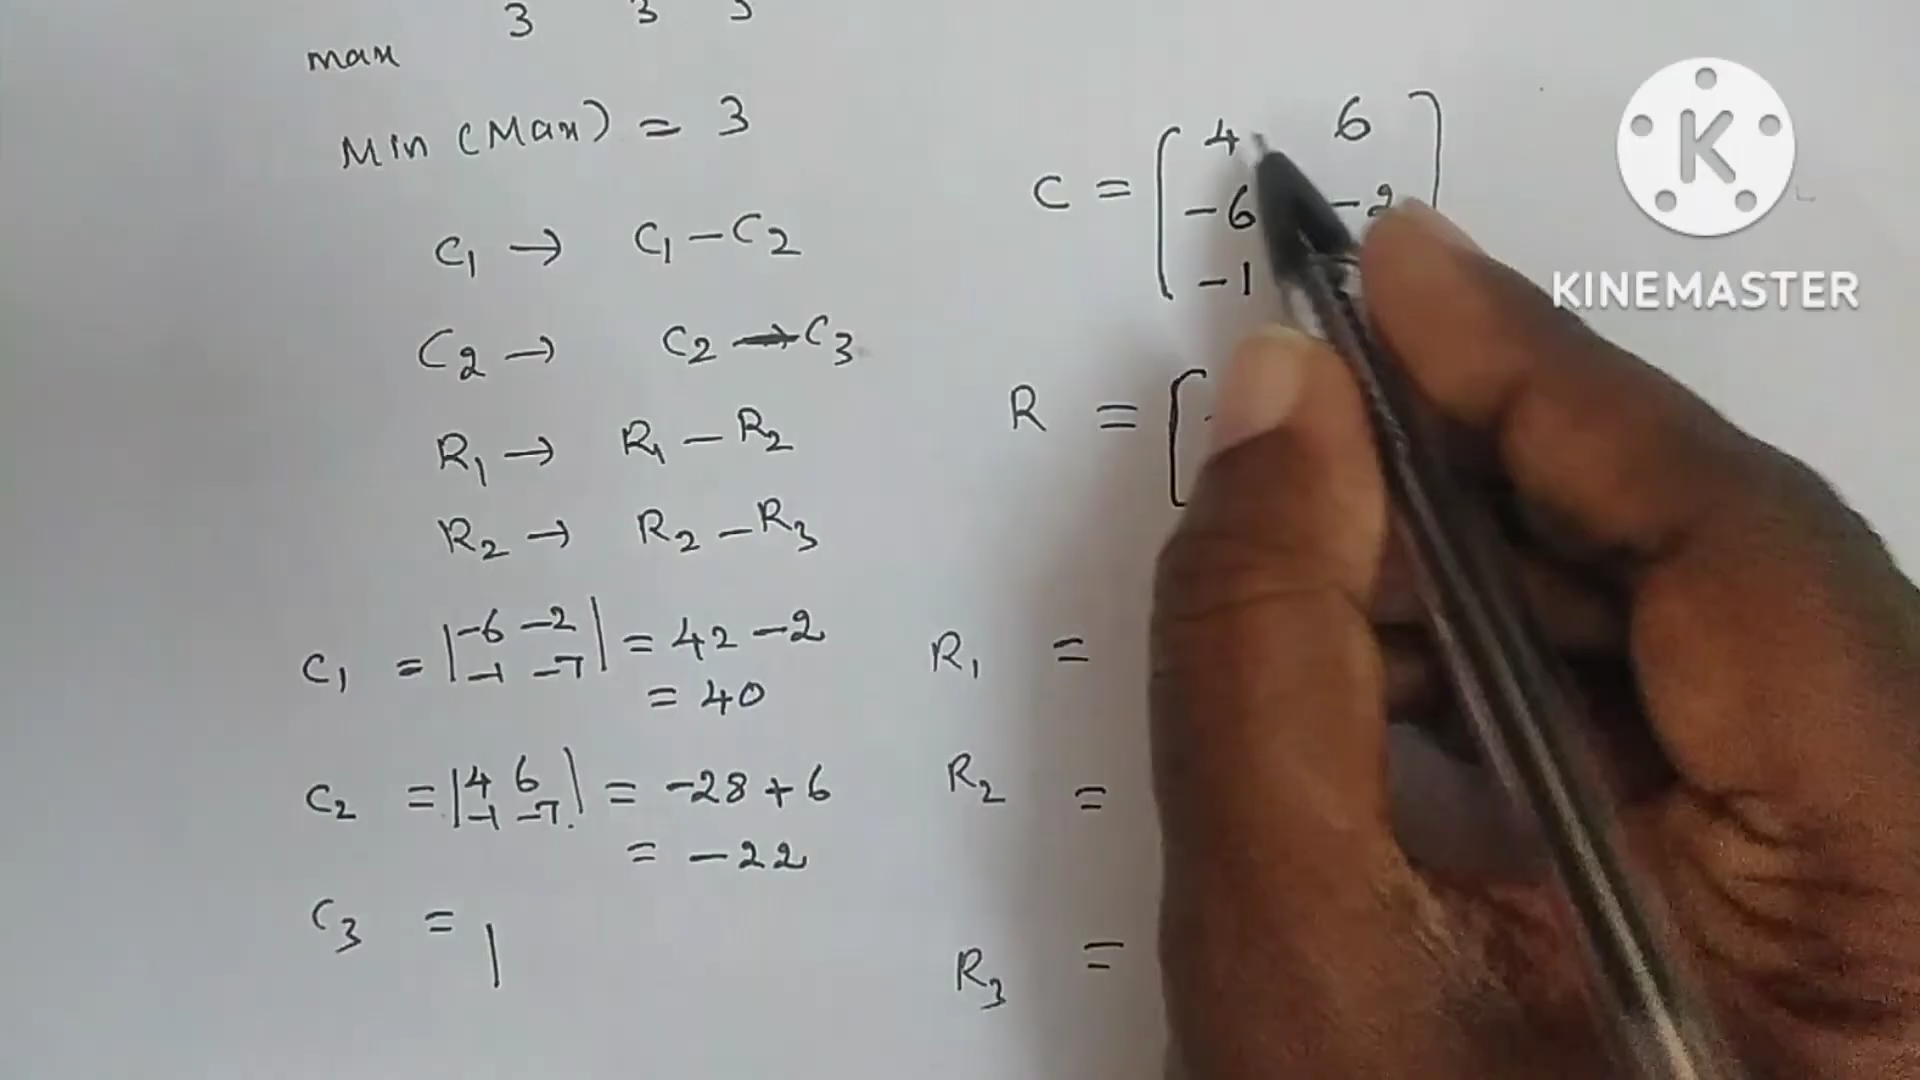 3 3 3
max
Min (Max) = 3
C1 → C1 - C2
C2 → C2 - C3
R1 → R1 - R2
R2 → R2 - R3
C1 = |-6 -2| = 42 - 2
|-1 -7|
= 40
C2 = |4 6| = -28 + 6
|-1 -7|
= -22
C3 = |
4 6
C = -6 -2
-1
R = [
R1 =
R2 =
R3 =
K
KINEMASTER